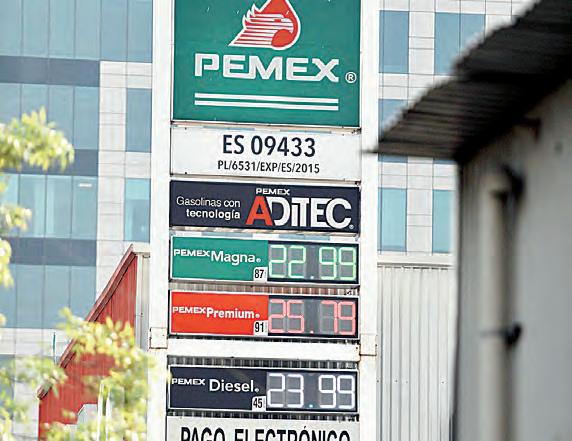 PEMEX®
ES 09433
PL/6531/EXP/ES/2015
PEMEX
Gasolinas con
tecnología
ADITEC®
PEMEX Magna® 87 22.99
PEMEX Premium® 91 25.79
PEMEX Diesel® 45 23.99
PAGO ELECTRÓNICO